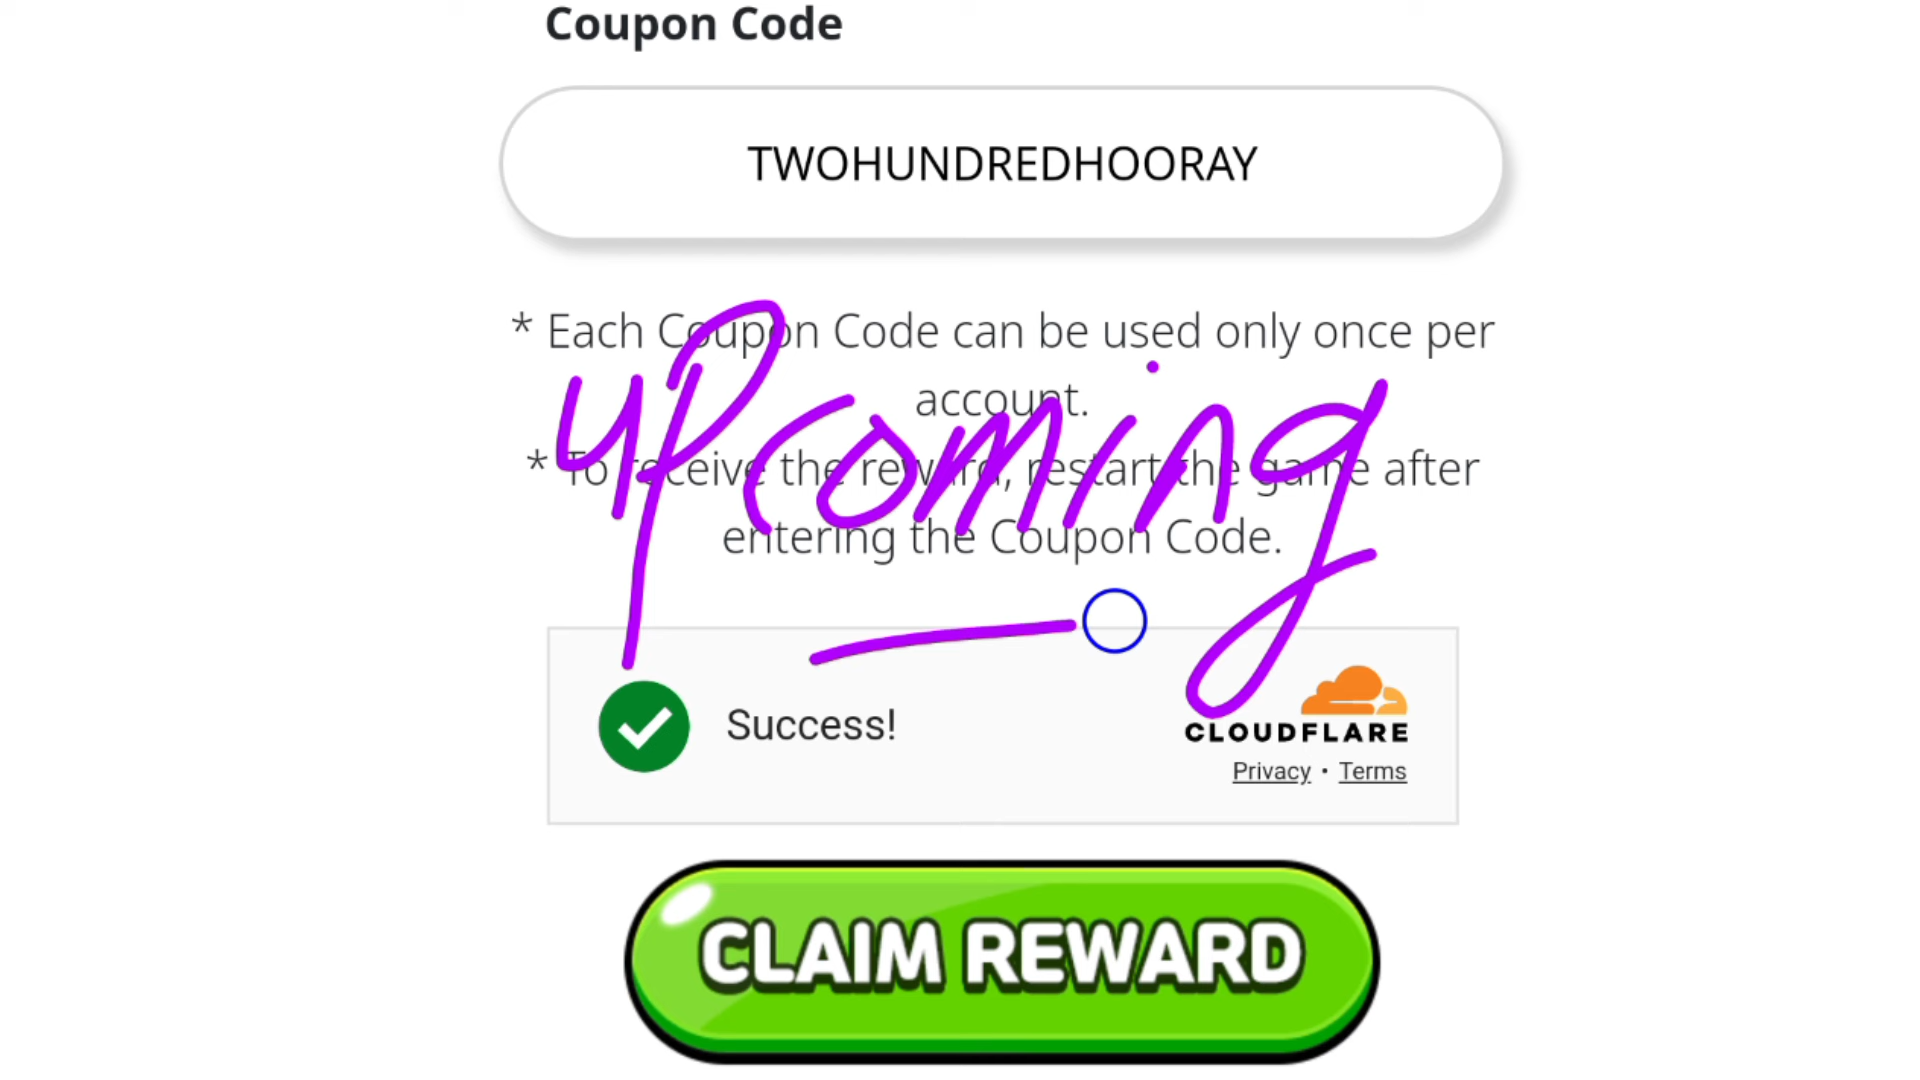 Coupon Code
TWOHUNDREDHOORAY
* Each Coupon Code can be used only once per
account.
upcoming
* To receive the reward, restart the game after
entering the Coupon Code.
Success!
CLOUDFLARE
Privacy • Terms
CLAIM REWARD